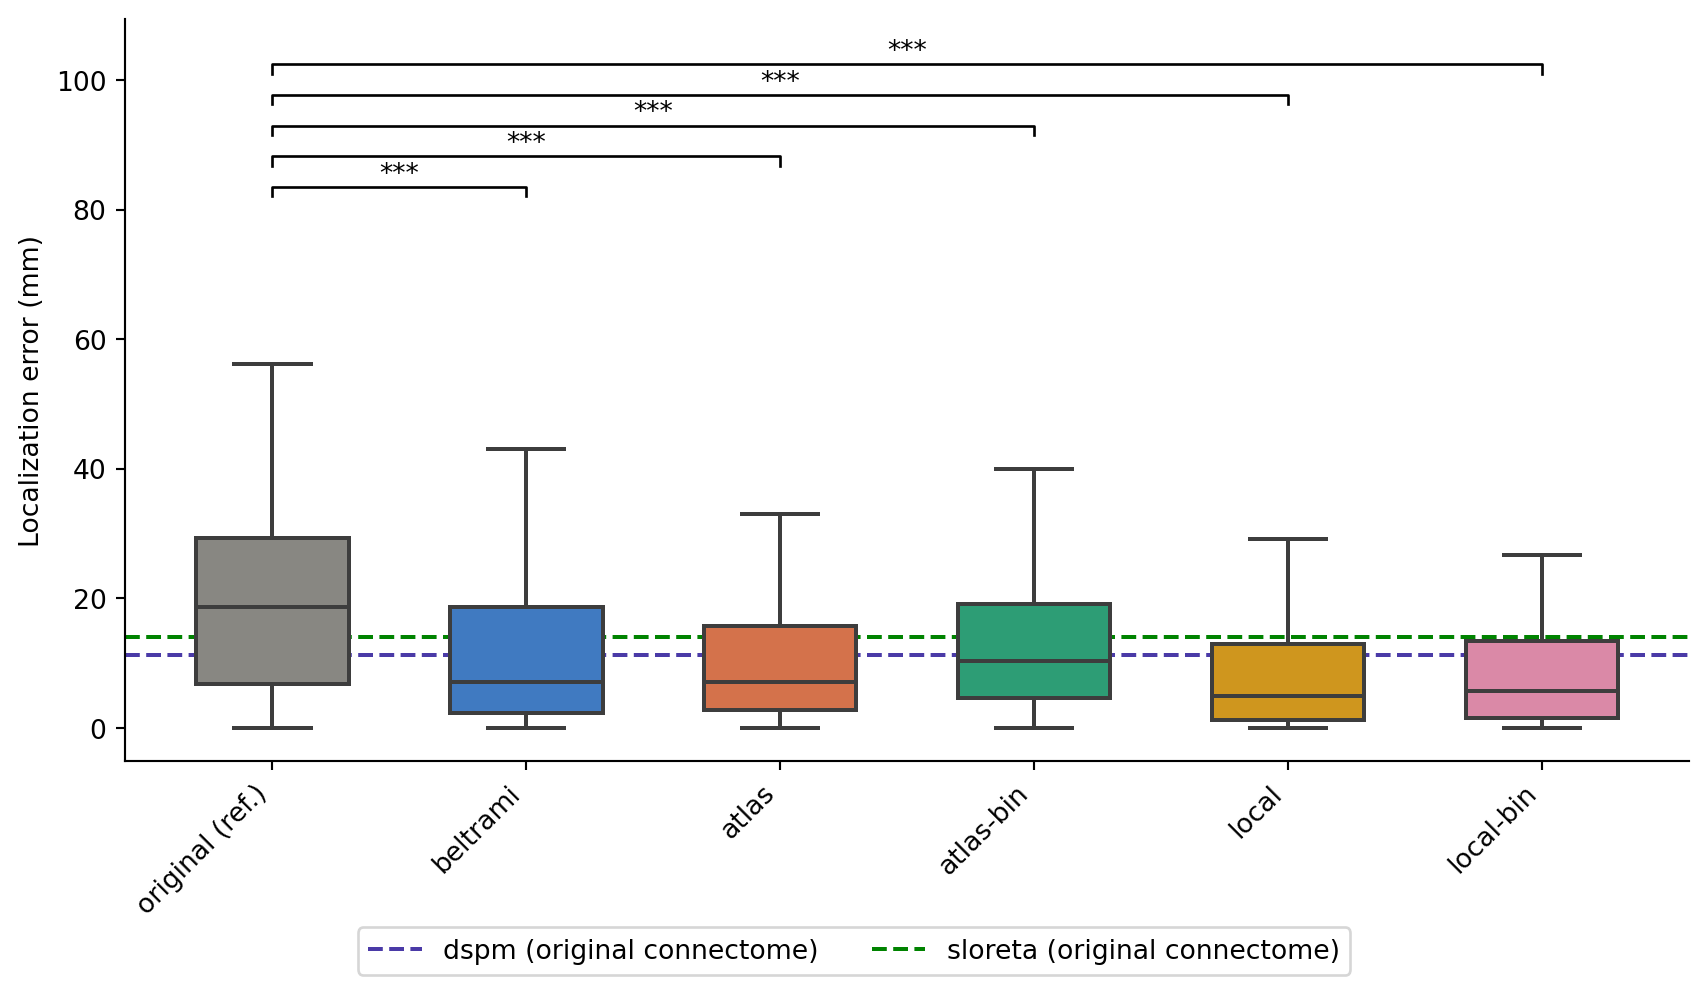 ***
***
***
***
***
Localization error (mm)
100
80
60
40
20
0
original (ref.)
beltrami
atlas
atlas-bin
local
local-bin
dspm (original connectome)
sloreta (original connectome)